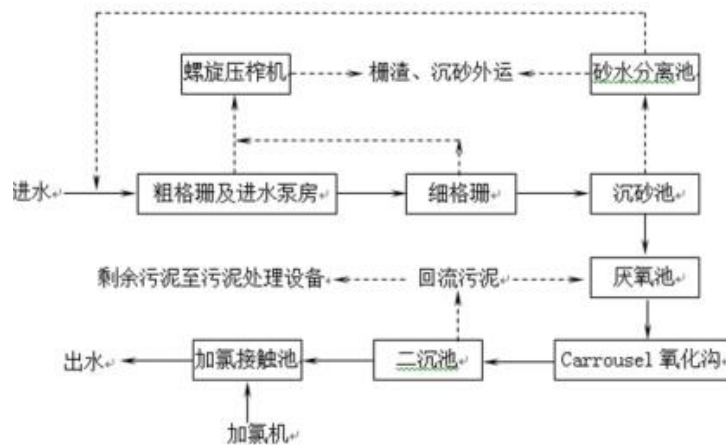 螺旋压榨机
栅渣、沉砂外运
砂水分离池
进水
粗格珊及进水泵房
细格珊
沉砂池
剩余污泥至污泥处理设备
回流污泥
厌氧池
出水
加氯接触池
二沉池
Carrousel 氧化沟
加氯机